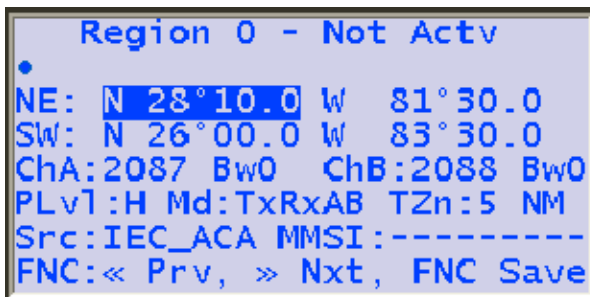 Region 0 - Not Actv
NE: N 28°10.0 W 81°30.0
SW: N 26°00.0 W 83°30.0
ChA:2087 Bw0 ChB:2088 Bw0
PLvl:H Md:TxRxAB TZn:5 NM
Src:IEC_ACA MMSI:---------
FNC:« Prv, » Nxt, FNC Save